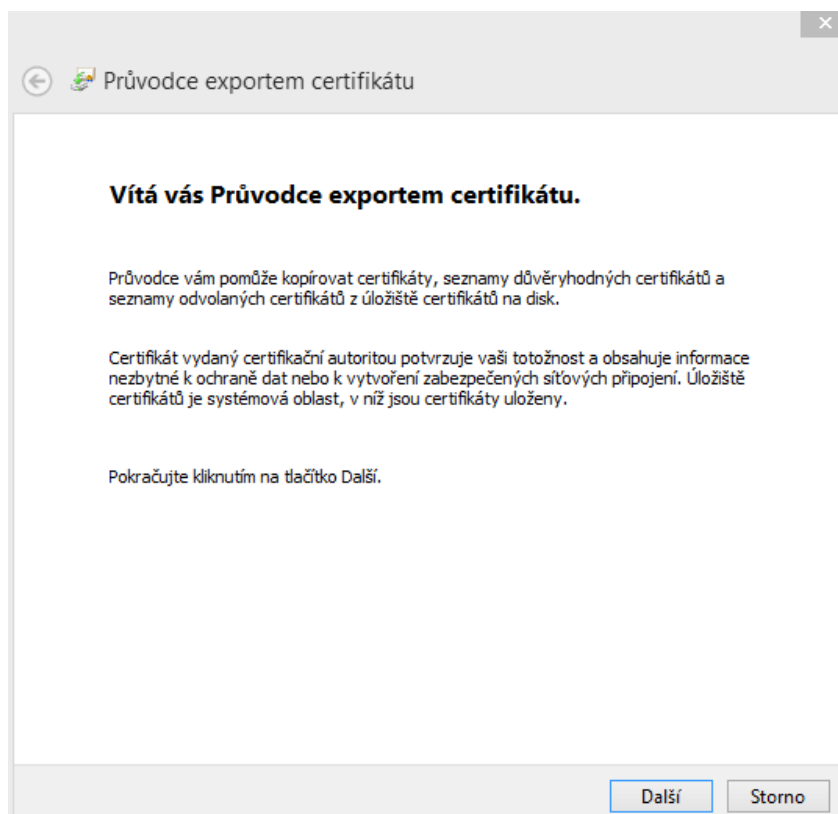 Průvodce exportem certifikátu
Vítá vás Průvodce exportem certifikátu.
Průvodce vám pomůže kopírovat certifikáty, seznamy důvěryhodných certifikátů a
seznamy odvolaných certifikátů z úložiště certifikátů na disk.
Certifikát vydaný certifikační autoritou potvrzuje vaši totožnost a obsahuje informace
nezbytné k ochraně dat nebo k vytvoření zabezpečených síťových připojení. Úložiště
certifikátů je systémová oblast, v níž jsou certifikáty uloženy.
Pokračujte kliknutím na tlačítko Další.
Další Storno